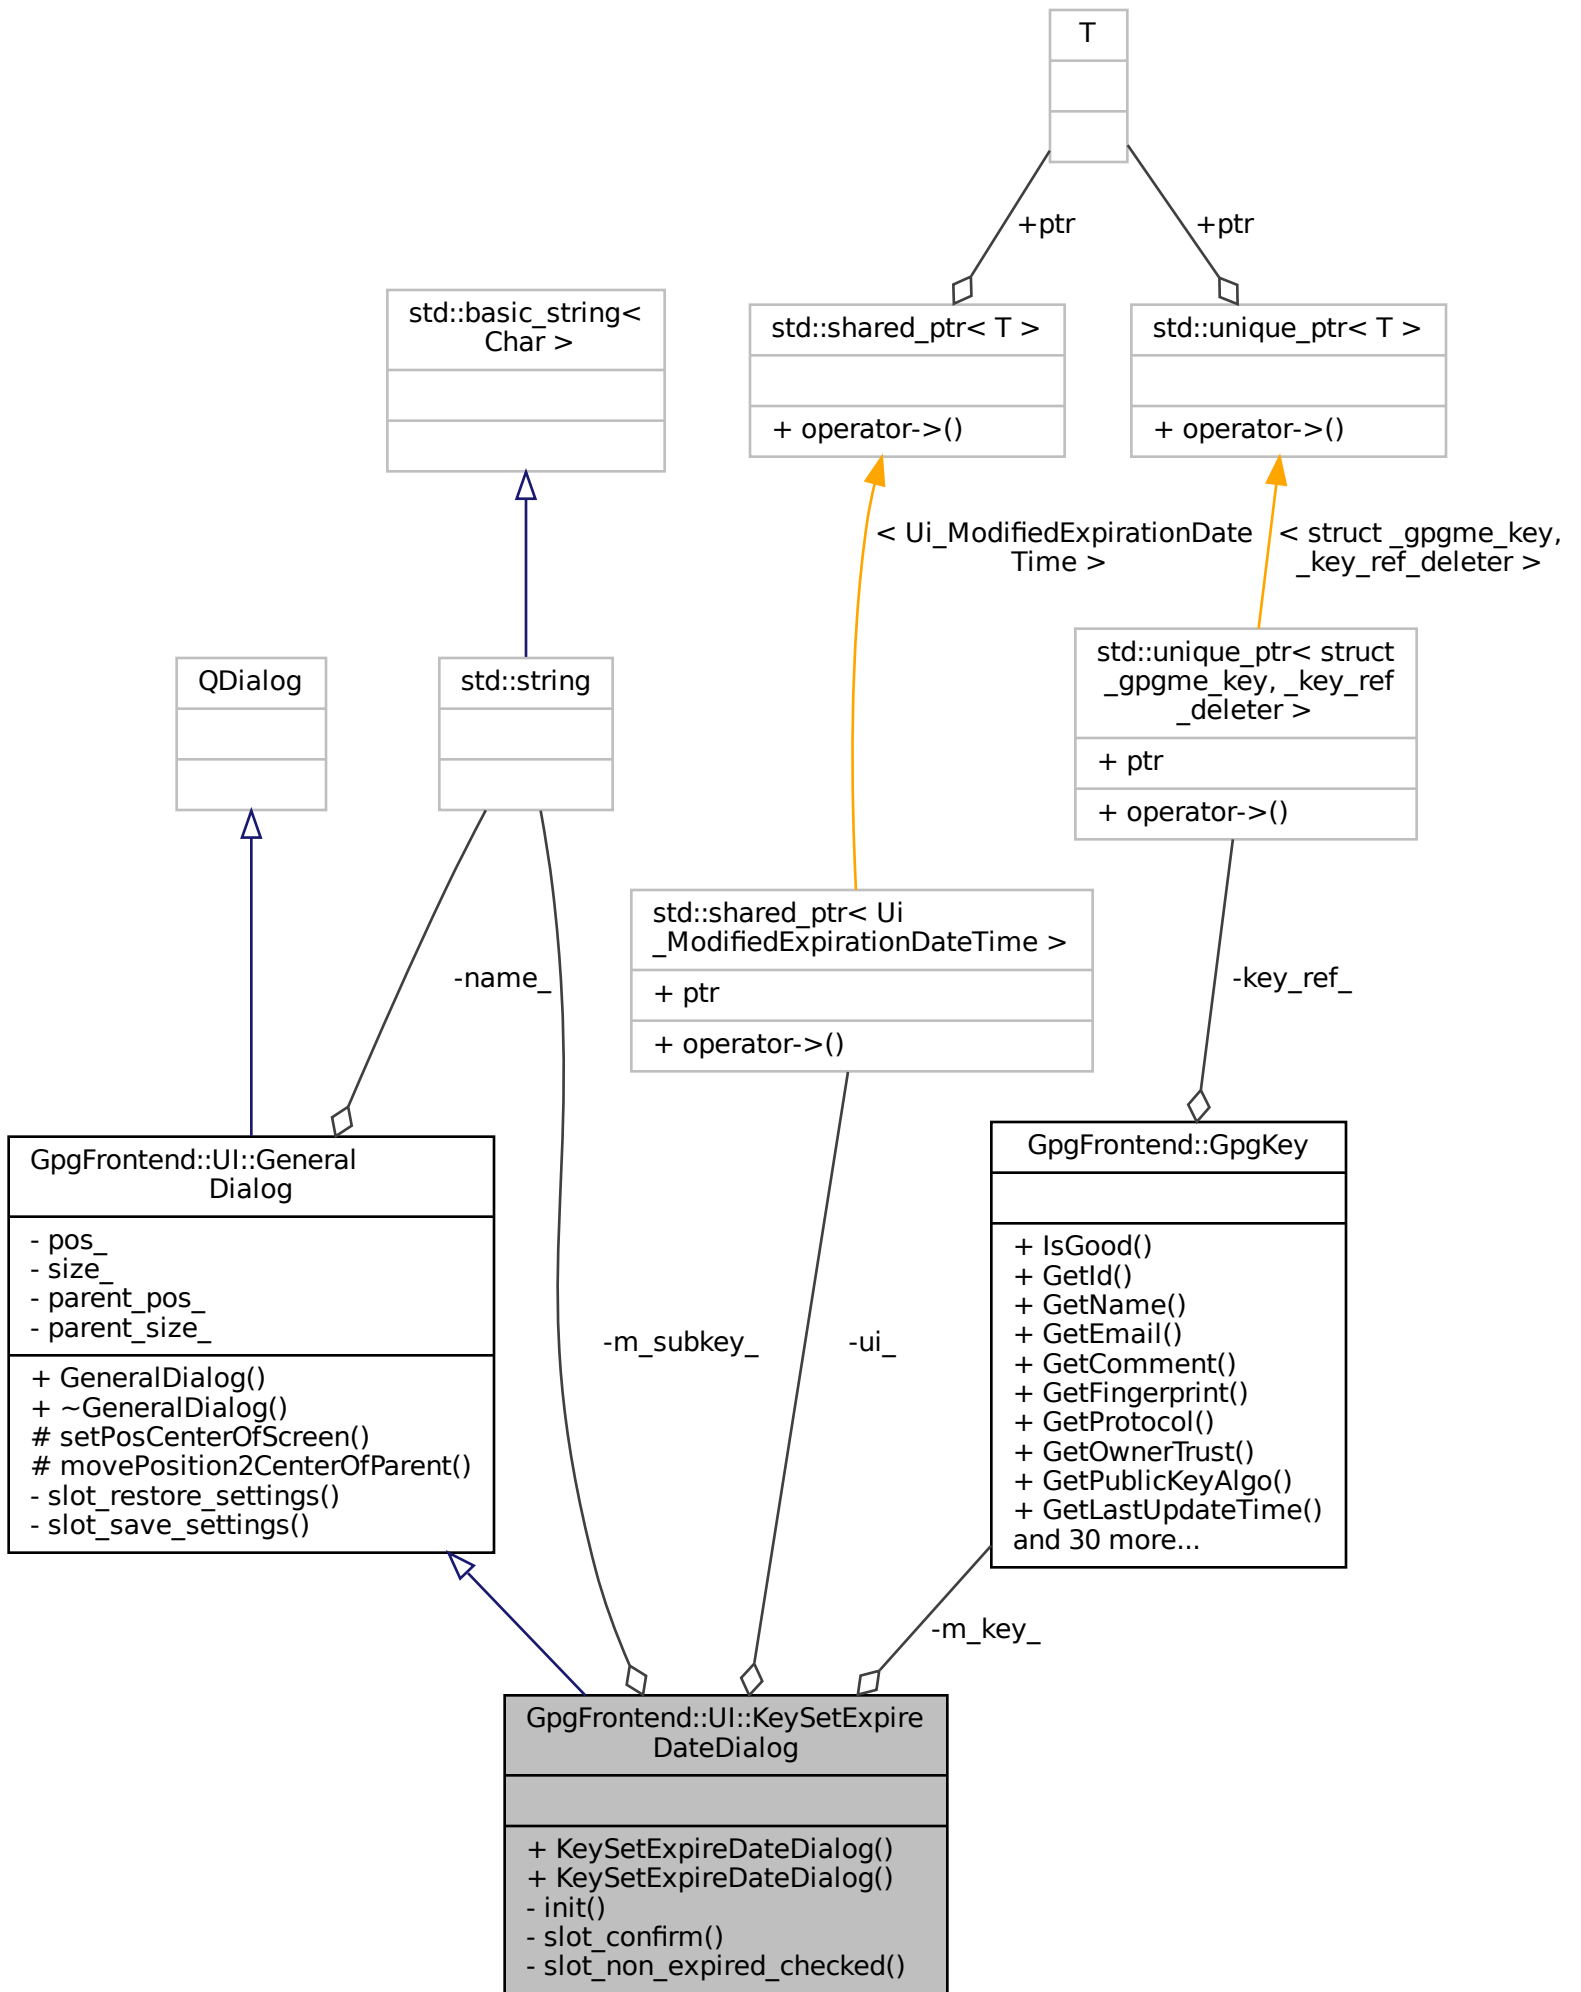 T
+ptr
+ptr
std::basic_string<
Char >
std::shared_ptr< T >
+ operator->()
std::unique_ptr< T >
+ operator->()
< Ui_ModifiedExpirationDate
Time >
< struct _gpgme_key,
_key_ref_deleter >
QDialog
std::string
std::unique_ptr< struct
_gpgme_key, _key_ref
_deleter >
+ ptr
+ operator->()
std::shared_ptr< Ui
_ModifiedExpirationDateTime >
+ ptr
+ operator->()
-name_
-key_ref_
GpgFrontend::UI::General
Dialog
- pos_
- size_
- parent_pos_
- parent_size_
+ GeneralDialog()
+ ~GeneralDialog()
# setPosCenterOfScreen()
# movePosition2CenterOfParent()
- slot_restore_settings()
- slot_save_settings()
-m_subkey_
-ui_
GpgFrontend::GpgKey
+ IsGood()
+ GetId()
+ GetName()
+ GetEmail()
+ GetComment()
+ GetFingerprint()
+ GetProtocol()
+ GetOwnerTrust()
+ GetPublicKeyAlgo()
+ GetLastUpdateTime()
and 30 more...
-m_key_
GpgFrontend::UI::KeySetExpire
DateDialog
+ KeySetExpireDateDialog()
+ KeySetExpireDateDialog()
- init()
- slot_confirm()
- slot_non_expired_checked()